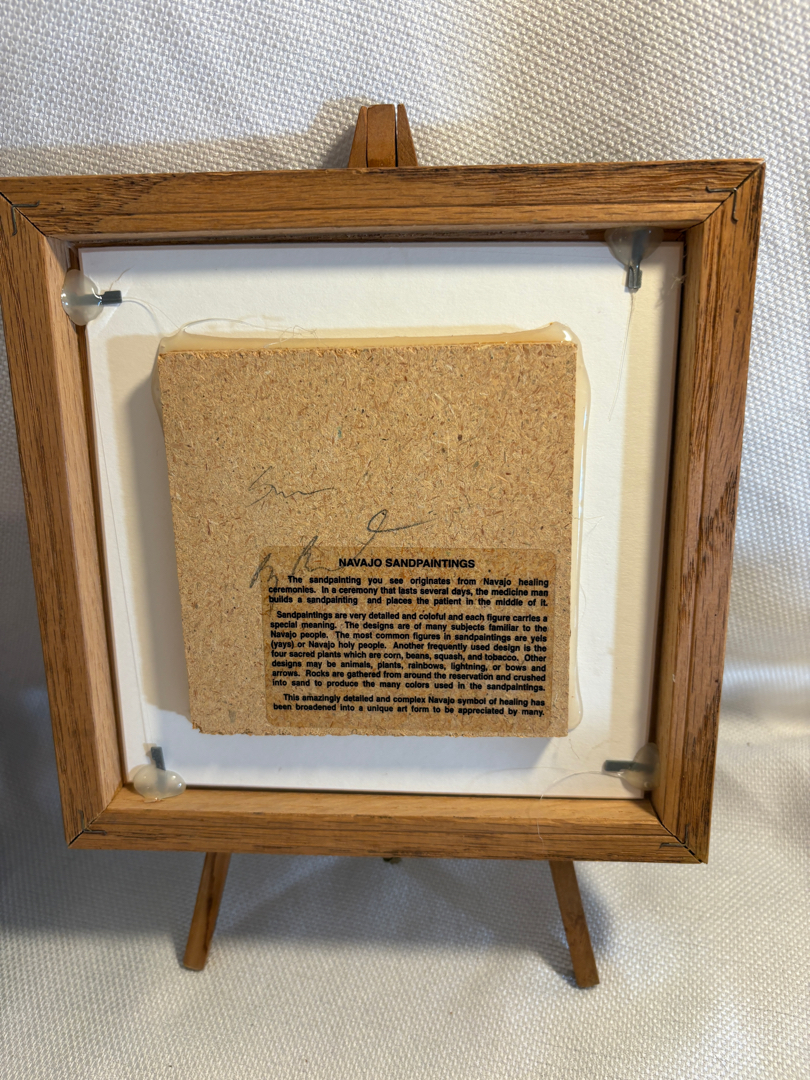 NAVAJO SANDPAINTINGS
The sandpainting you see originates from Navajo healing
ceremonies. In a ceremony that lasts several days, the medicine man
builds a sandpainting and places the patient in the middle of it.
Sandpaintings are very detailed and coloful and each figure carries a
special meaning. The designs are of many subjects familiar to the
Navajo people. The most common figures in sandpaintings are yeis
(yays) or Navajo holy people. Another frequently used design is the
four sacred plants which are corn, beans, squash, and tobacco. Other
designs may be animals, plants, rainbows, lightning, or bows and
arrows. Rocks are gathered from around the reservation and crushed
into sand to produce the many colors used in the sandpaintings.
This amazingly detailed and complex Navajo symbol of healing has
been broadened into a unique art form to be appreciated by many.